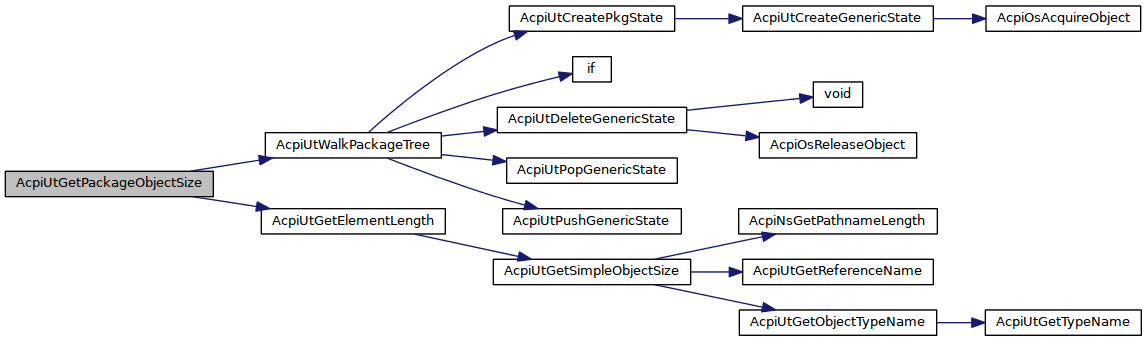 AcpiUtCreatePkgState
AcpiUtCreateGenericState
AcpiOsAcquireObject
if
void
AcpiUtDeleteGenericState
AcpiUtWalkPackageTree
AcpiOsReleaseObject
AcpiUtPopGenericState
AcpiUtGetPackageObjectSize
AcpiUtGetElementLength
AcpiUtPushGenericState
AcpiNsGetPathnameLength
AcpiUtGetSimpleObjectSize
AcpiUtGetReferenceName
AcpiUtGetObjectTypeName
AcpiUtGetTypeName